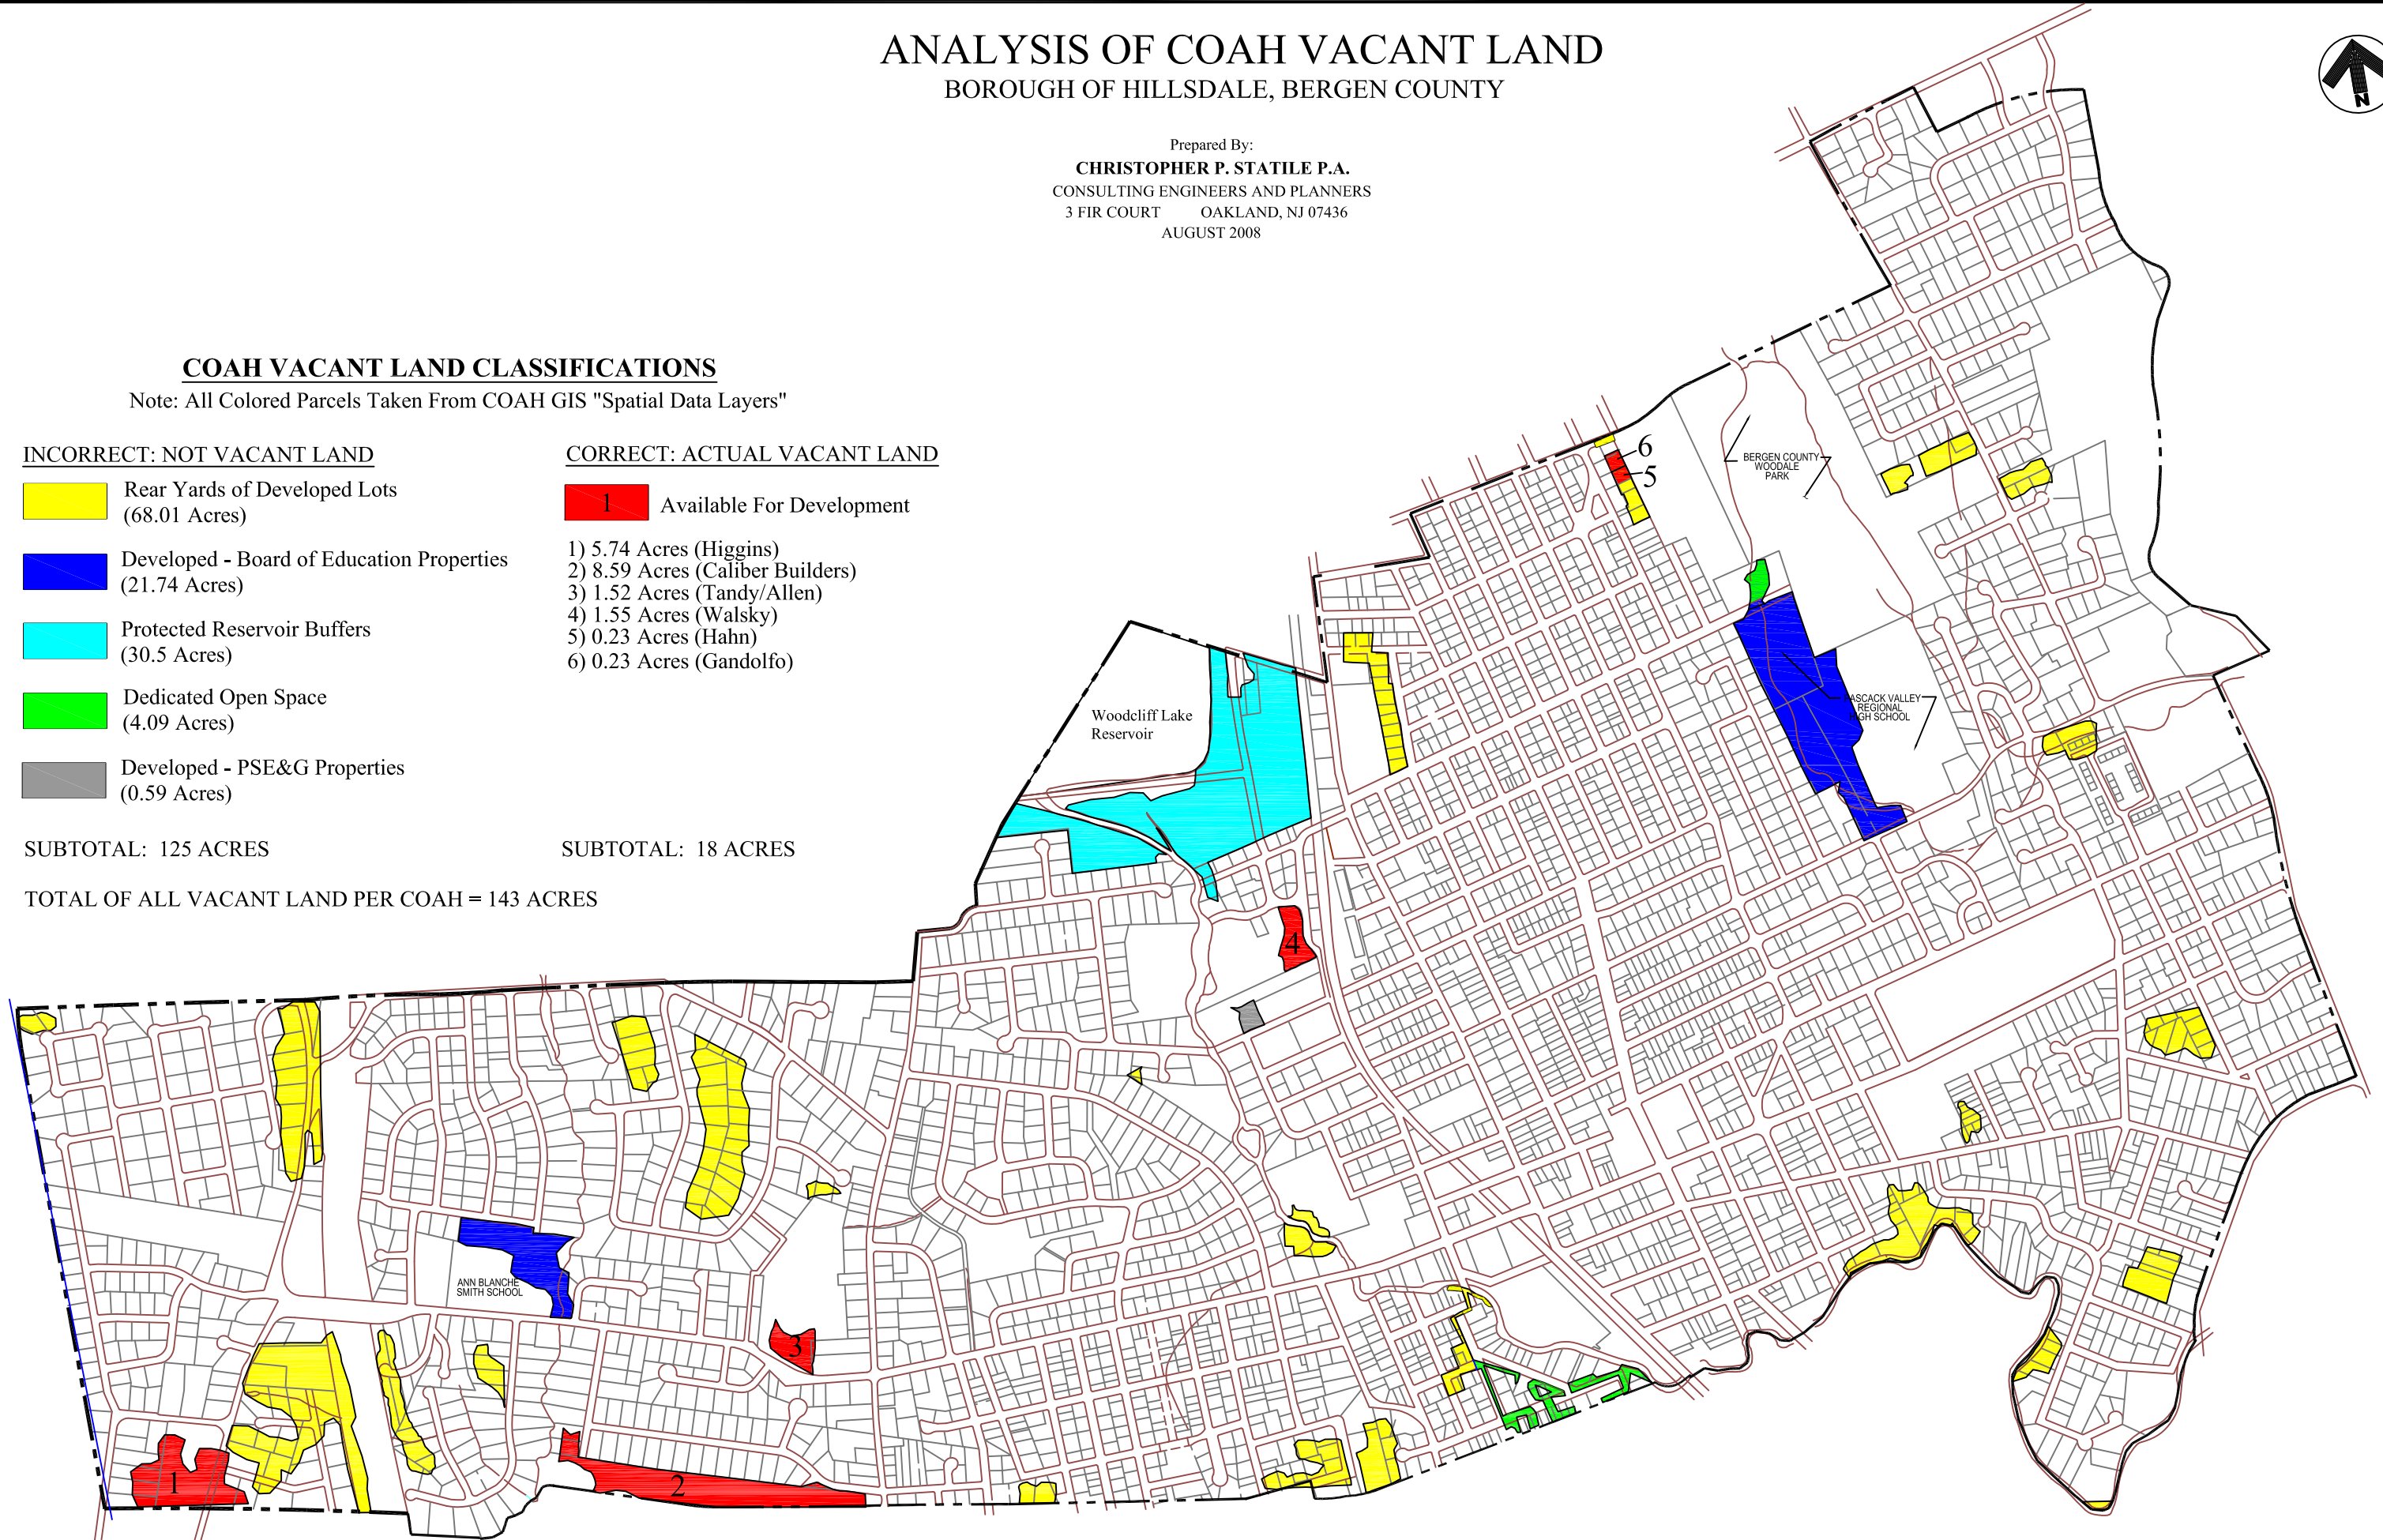 ANALYSIS OF COAH VACANT LAND
BOROUGH OF HILLSDALE, BERGEN COUNTY
Prepared By:
CHRISTOPHER P. STATILE P.A.
CONSULTING ENGINEERS AND PLANNERS
3 FIR COURT OAKLAND, NJ 07436
AUGUST 2008
N
COAH VACANT LAND CLASSIFICATIONS
Note: All Colored Parcels Taken From COAH GIS "Spatial Data Layers"
INCORRECT: NOT VACANT LAND
Rear Yards of Developed Lots
(68.01 Acres)
Developed - Board of Education Properties
(21.74 Acres)
Protected Reservoir Buffers
(30.5 Acres)
Dedicated Open Space
(4.09 Acres)
Developed - PSE&G Properties
(0.59 Acres)
SUBTOTAL: 125 ACRES
CORRECT: ACTUAL VACANT LAND
1
Available For Development
1) 5.74 Acres (Higgins)
2) 8.59 Acres (Caliber Builders)
3) 1.52 Acres (Tandy/Allen)
4) 1.55 Acres (Walsky)
5) 0.23 Acres (Hahn)
6) 0.23 Acres (Gandolfo)
SUBTOTAL: 18 ACRES
TOTAL OF ALL VACANT LAND PER COAH = 143 ACRES
6
5
BERGEN COUNTY
WOODALE
PARK
PASCACK VALLEY
REGIONAL
HIGH SCHOOL
Woodcliff Lake
Reservoir
4
ANN BLANCHE
SMITH SCHOOL
3
1
2